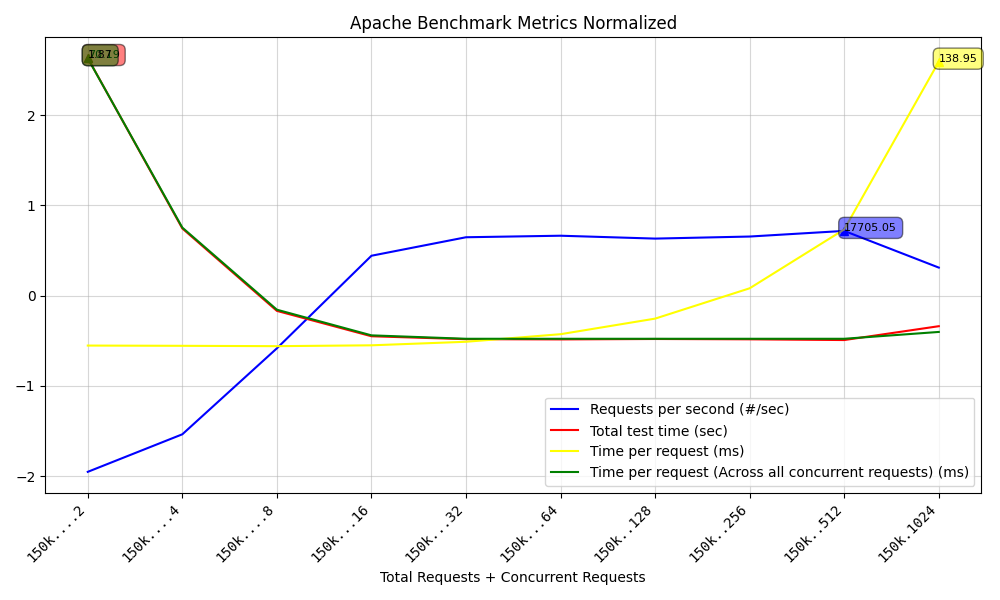 Apache Benchmark Metrics Normalized
138.95
17705.05
2
1
0
−1
−2
Requests per second (#/sec)
Total test time (sec)
Time per request (ms)
Time per request (Across all concurrent requests) (ms)
150k....2
150k....4
150k....8
150k...16
150k...32
150k...64
150k..128
150k..256
150k..512
150k.1024
Total Requests + Concurrent Requests